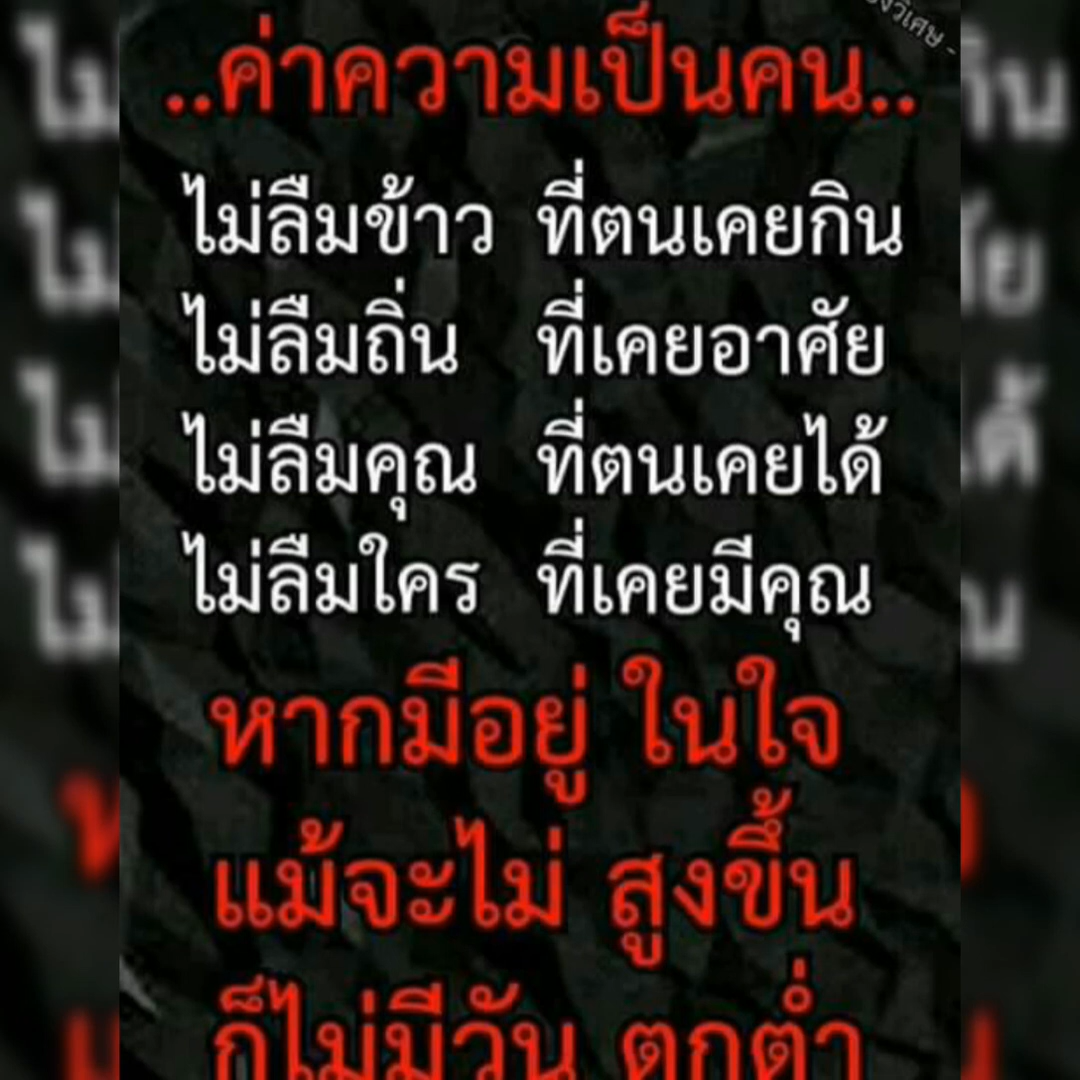 ..ค่าความเป็นคน..
ไม่ลืมข้าว ที่ตนเคยกิน
ไม่ลืมถิ่น ที่เคยอาศัย
ไม่ลืมคุณ ที่ตนเคยได้
ไม่ลืมใคร ที่เคยมีคุณ
หากมีอยู่ ในใจ
แม้จะไม่ สูงขึ้น
ก็ไม่มีวัน ตกต่ำ